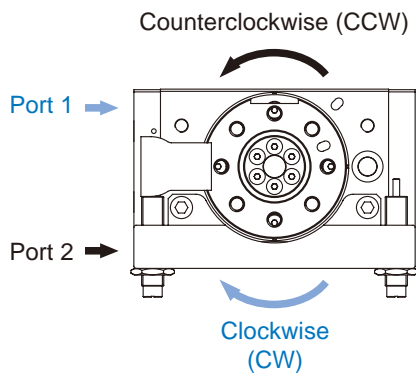 Counterclockwise (CCW)
Port 1
Port 2
Clockwise
(CW)